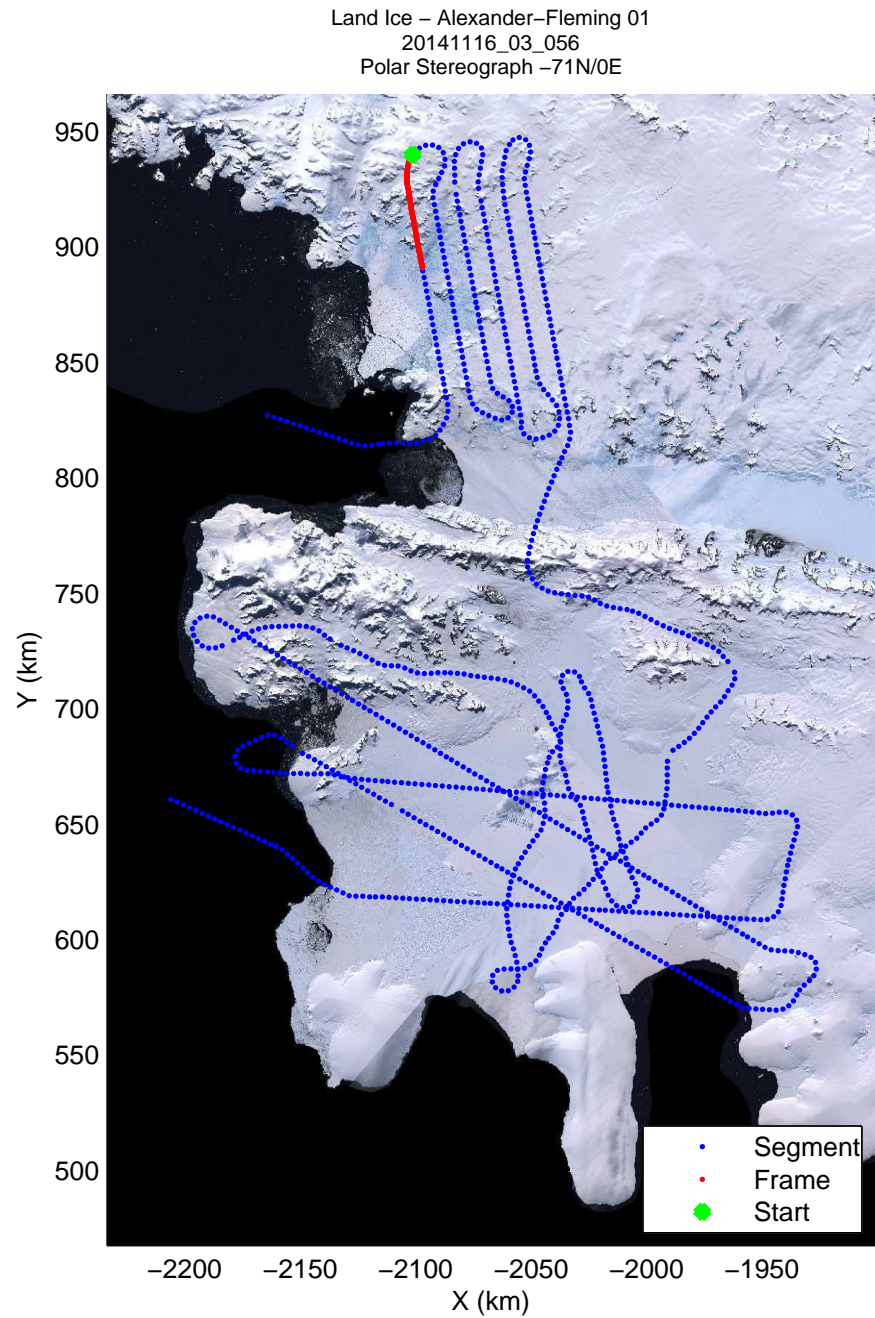 Land Ice − Alexander−Fleming 01
20141116_03_056
Polar Stereograph −71N/0E
950
900
850
800
750
700
650
600
550
500
Y (km)
−2200
−2150
−2100
−2050
−2000
−1950
X (km)
Segment
Frame
Start